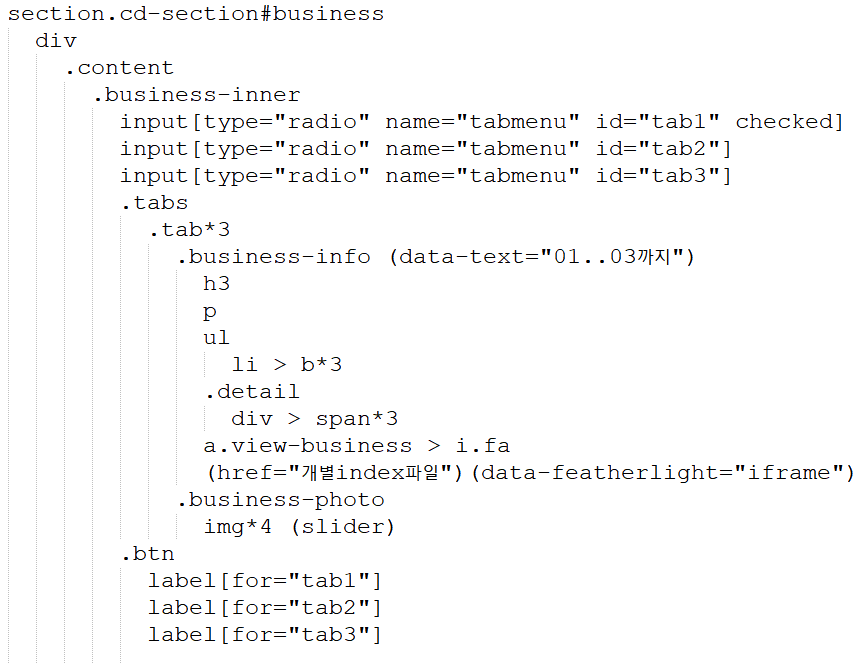 section.cd-section#business
div
.content
.business-inner
input[type="radio" name="tabmenu" id="tab1" checked]
input[type="radio" name="tabmenu" id="tab2"]
input[type="radio" name="tabmenu" id="tab3"]
.tabs
.tab*3
.business-info (data-text="01..03까지")
h3
p
ul
li > b*3
.detail
div > span*3
a.view-business > i.fa
(href="개별index파일")(data-featherlight="iframe")
.business-photo
img*4 (slider)
.btn
label[for="tab1"]
label[for="tab2"]
label[for="tab3"]